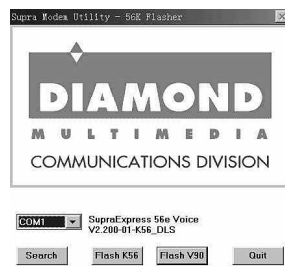 Supra Modem Utility - 56K Flasher
DIAMOND
MULTIMEDIA
COMMUNICATIONS DIVISION
COM1
SupraExpress 56e Voice
V2.200-01-K56_DLS
Search
Flash K56
Flash V90
Quit